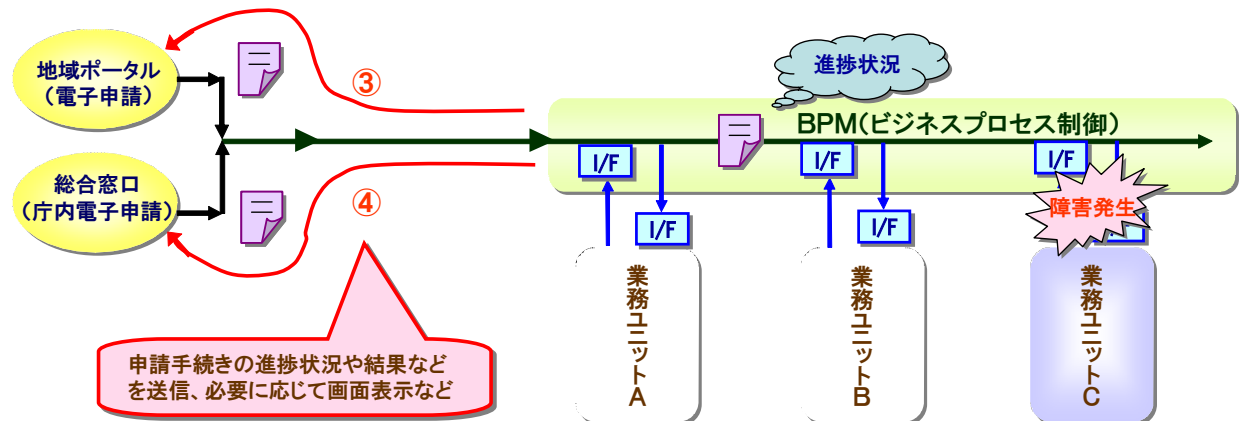 地域ポータル
（電子申請）
③
進捗状況
BPM（ビジネスプロセス制御）
I/F
I/F
I/F
総合窓口
（庁内電子申請）
④
障害発生
I/F
I/F
業務ユニットA
業務ユニットB
業務ユニットC
申請手続きの進捗状況や結果など
を送信、必要に応じて画面表示など